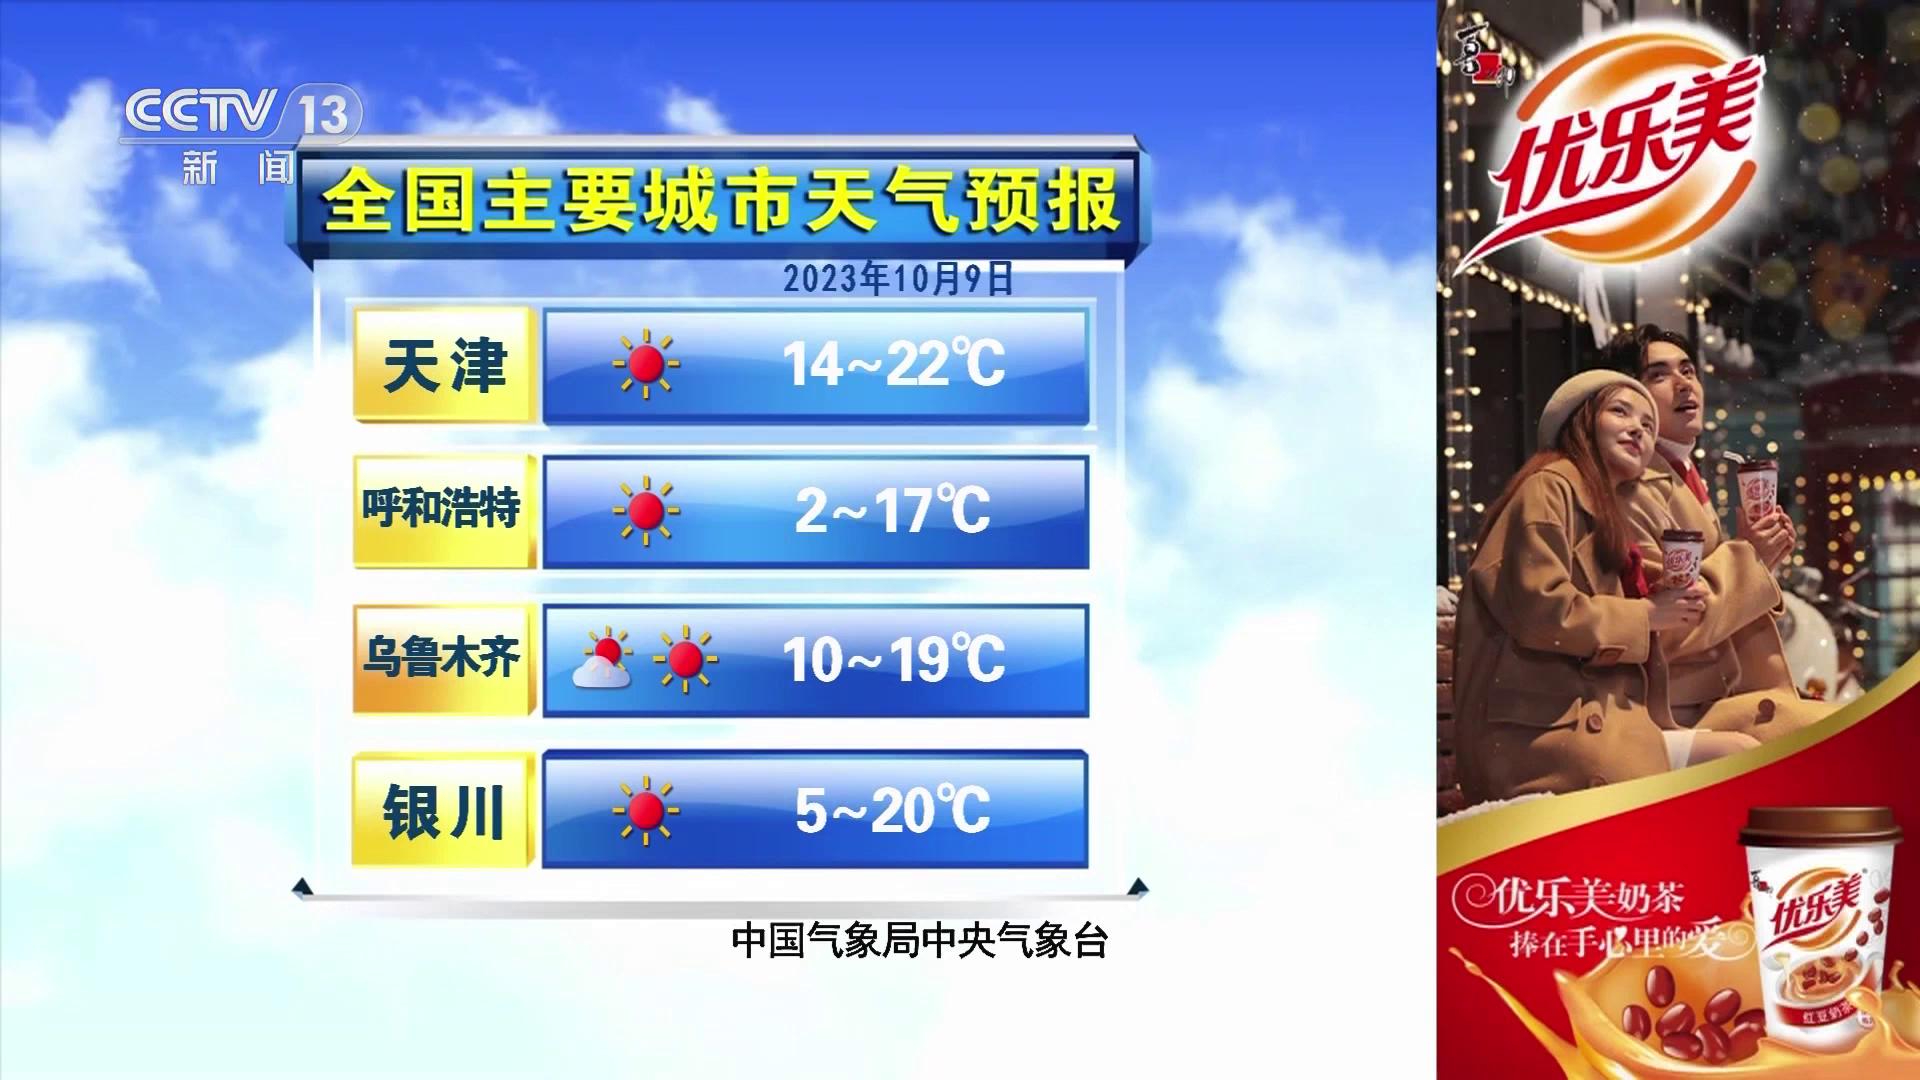 CCTV 13
新闻
全国主要城市天气预报
2023年10月9日
天津
14~22℃
呼和浩特
2~17℃
乌鲁木齐
10~19℃
银川
5~20℃
中国气象局中央气象台
优乐美
优乐美
优乐美奶茶
捧在手心里的爱
优乐美
红豆奶茶